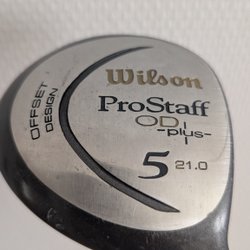 OFFSET
DESIGN
Wilson
ProStaff
OD
-plus-
5 21.0